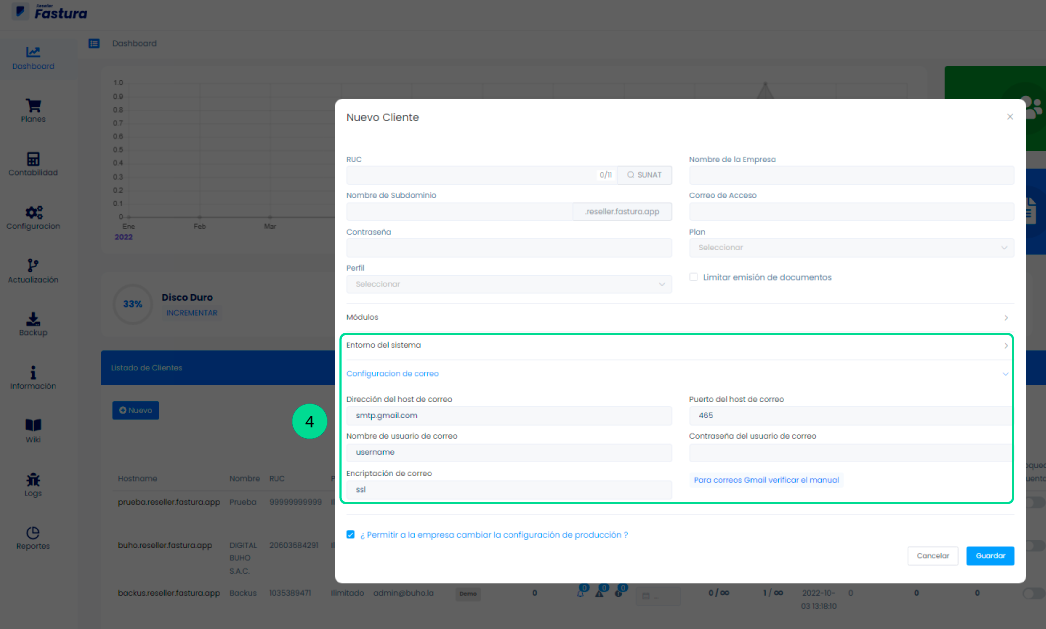 reseller
Fastura
Dashboard
Dashboard
Planes
Contabilidad
Configuracion
Actualización
Backup
Información
Wiki
Logs
Reportes
1.0
0.9
0.8
0.7
0.6
0.5
0.4
0.3
0.2
0.1
0
Ene
Feb
Mar
2022
33%
Disco Duro
INCREMENTAR
Listado de Clientes
Nuevo
Nuevo Cliente
RUC
0/11
SUNAT
Nombre de la Empresa
Nombre de Subdominio
.reseller.fastura.app
Correo de Acceso
Contraseña
Plan
Seleccionar
Perfil
Seleccionar
Limitar emisión de documentos
Módulos
Entorno del sistema
Configuracion de correo
4
Dirección del host de correo
smtp.gmail.com
Puerto del host de correo
465
Nombre de usuario de correo
username
Contraseña del usuario de correo
Encriptación de correo
ssl
Para correos Gmail verificar el manual
¿ Permitir a la empresa cambiar la configuración de producción ?
Cancelar
Guardar
Hostname Nombre RUC
prueba.reseller.fastura.app Prueba 99999999999
buho.reseller.fastura.app DIGITAL BUHO S.A.C. 20603684291
backus.reseller.fastura.app Backus 1035369471 Ilimitado admin@buho.la Demo 0 0 0 0 0 / ∞ 1 / ∞ 2022-10-03 13:18:10 0 0 0